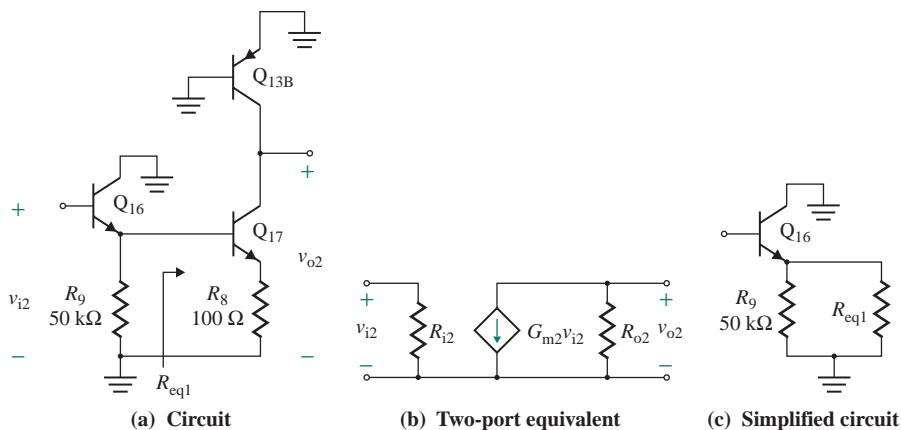 Q13B
Q16
+
+
Q17
vo2
vi2
R9
50 kΩ
R8
100 Ω
−
−
Req1
(a) Circuit
+
vi2
−
Ri2
Gm2vi2
Ro2
+
vo2
−
(b) Two-port equivalent
Q16
R9
50 kΩ
Req1
(c) Simplified circuit